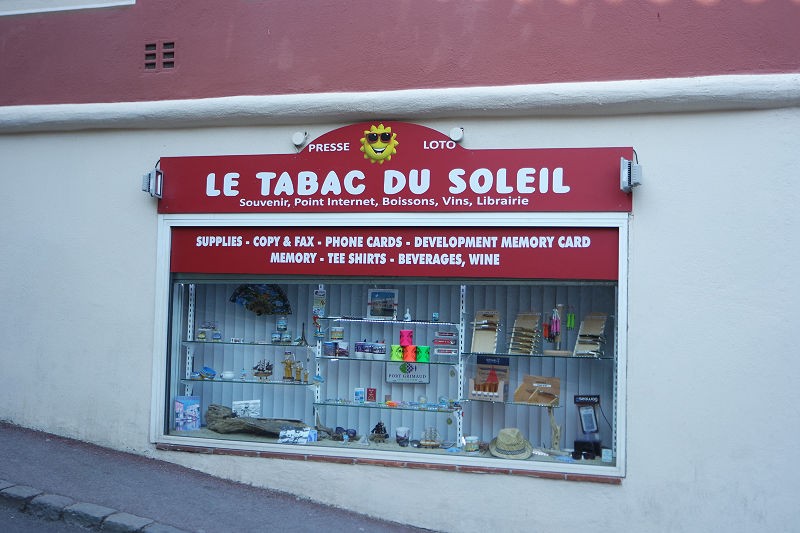 PRESSE LOTO
LE TABAC DU SOLEIL
Souvenir, Point Internet, Boissons, Vins, Librairie
SUPPLIES - COPY & FAX - PHONE CARDS - DEVELOPMENT MEMORY CARD
MEMORY - TEE SHIRTS - BEVERAGES, WINE
PORT GRIMAUD